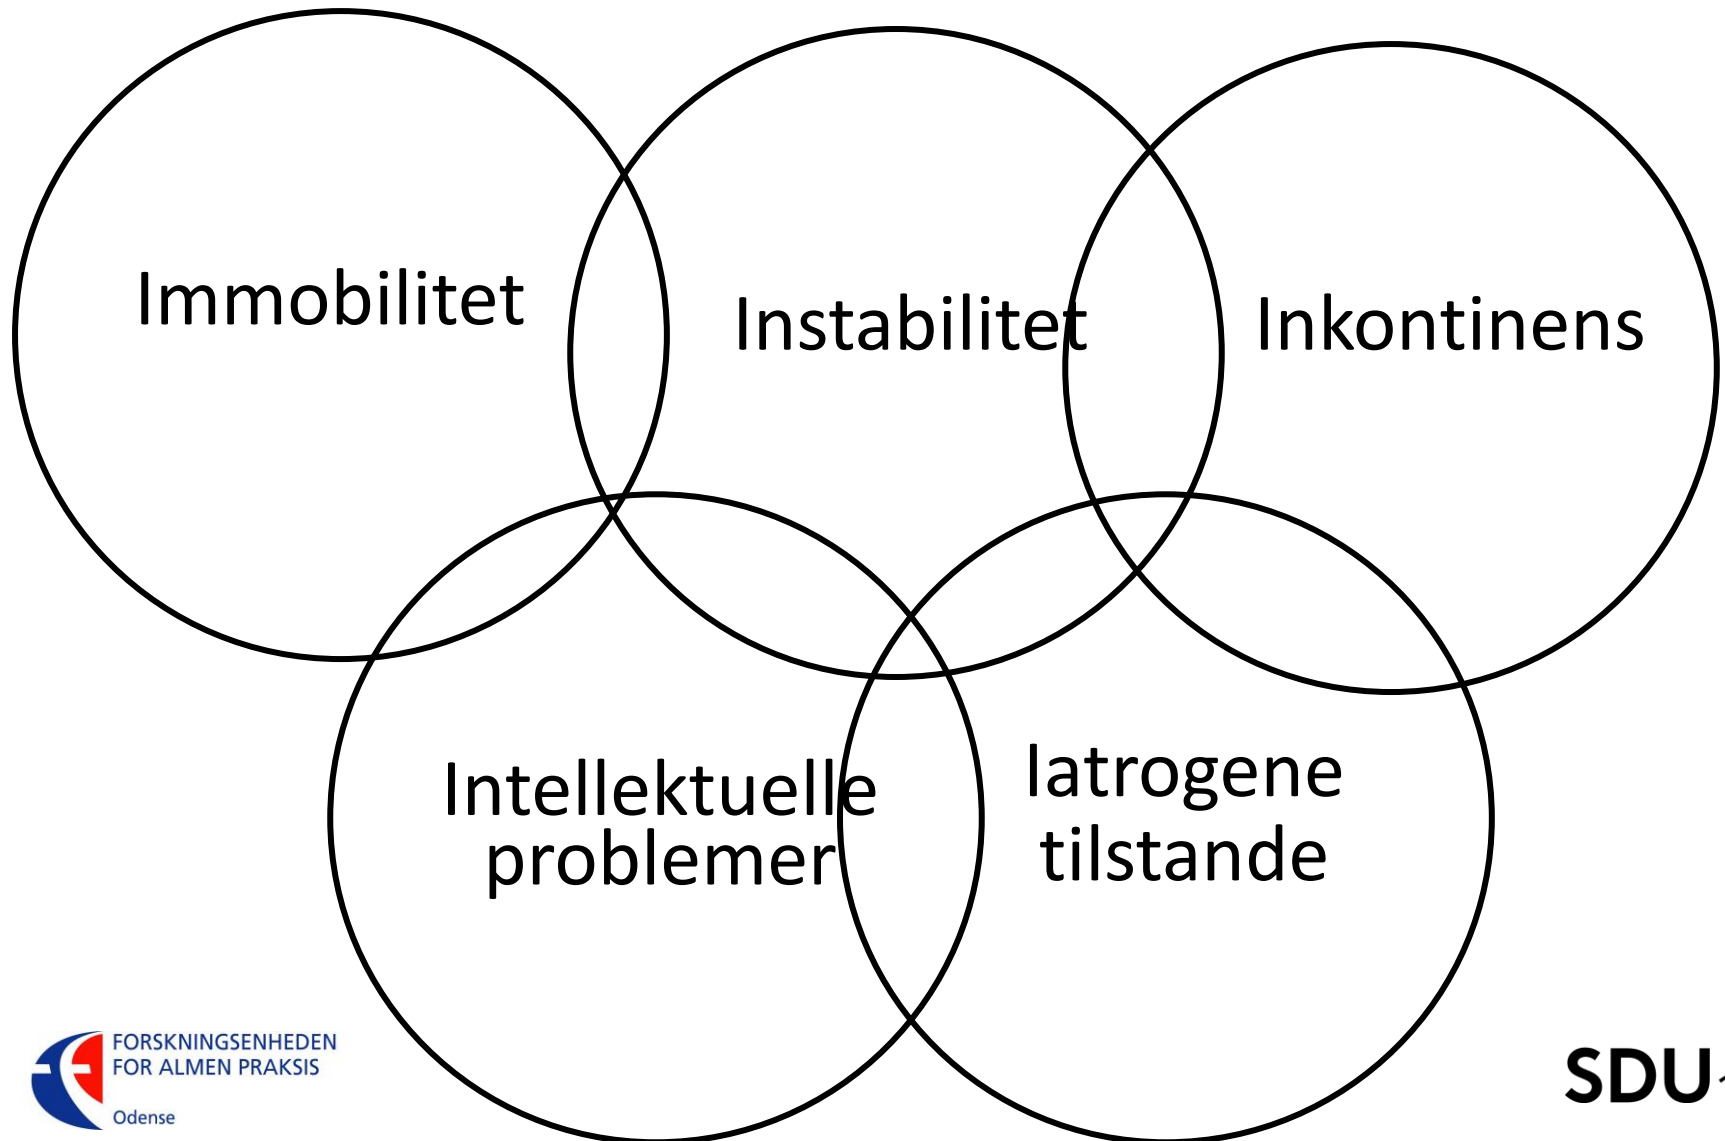 Immobilitet
Instabilitet
Inkontinens
Intellektuelle
problemer
Iatrogene
tilstande
FORSKNINGSENHEDEN
FOR ALMEN PRAKSIS
Odense
SDU